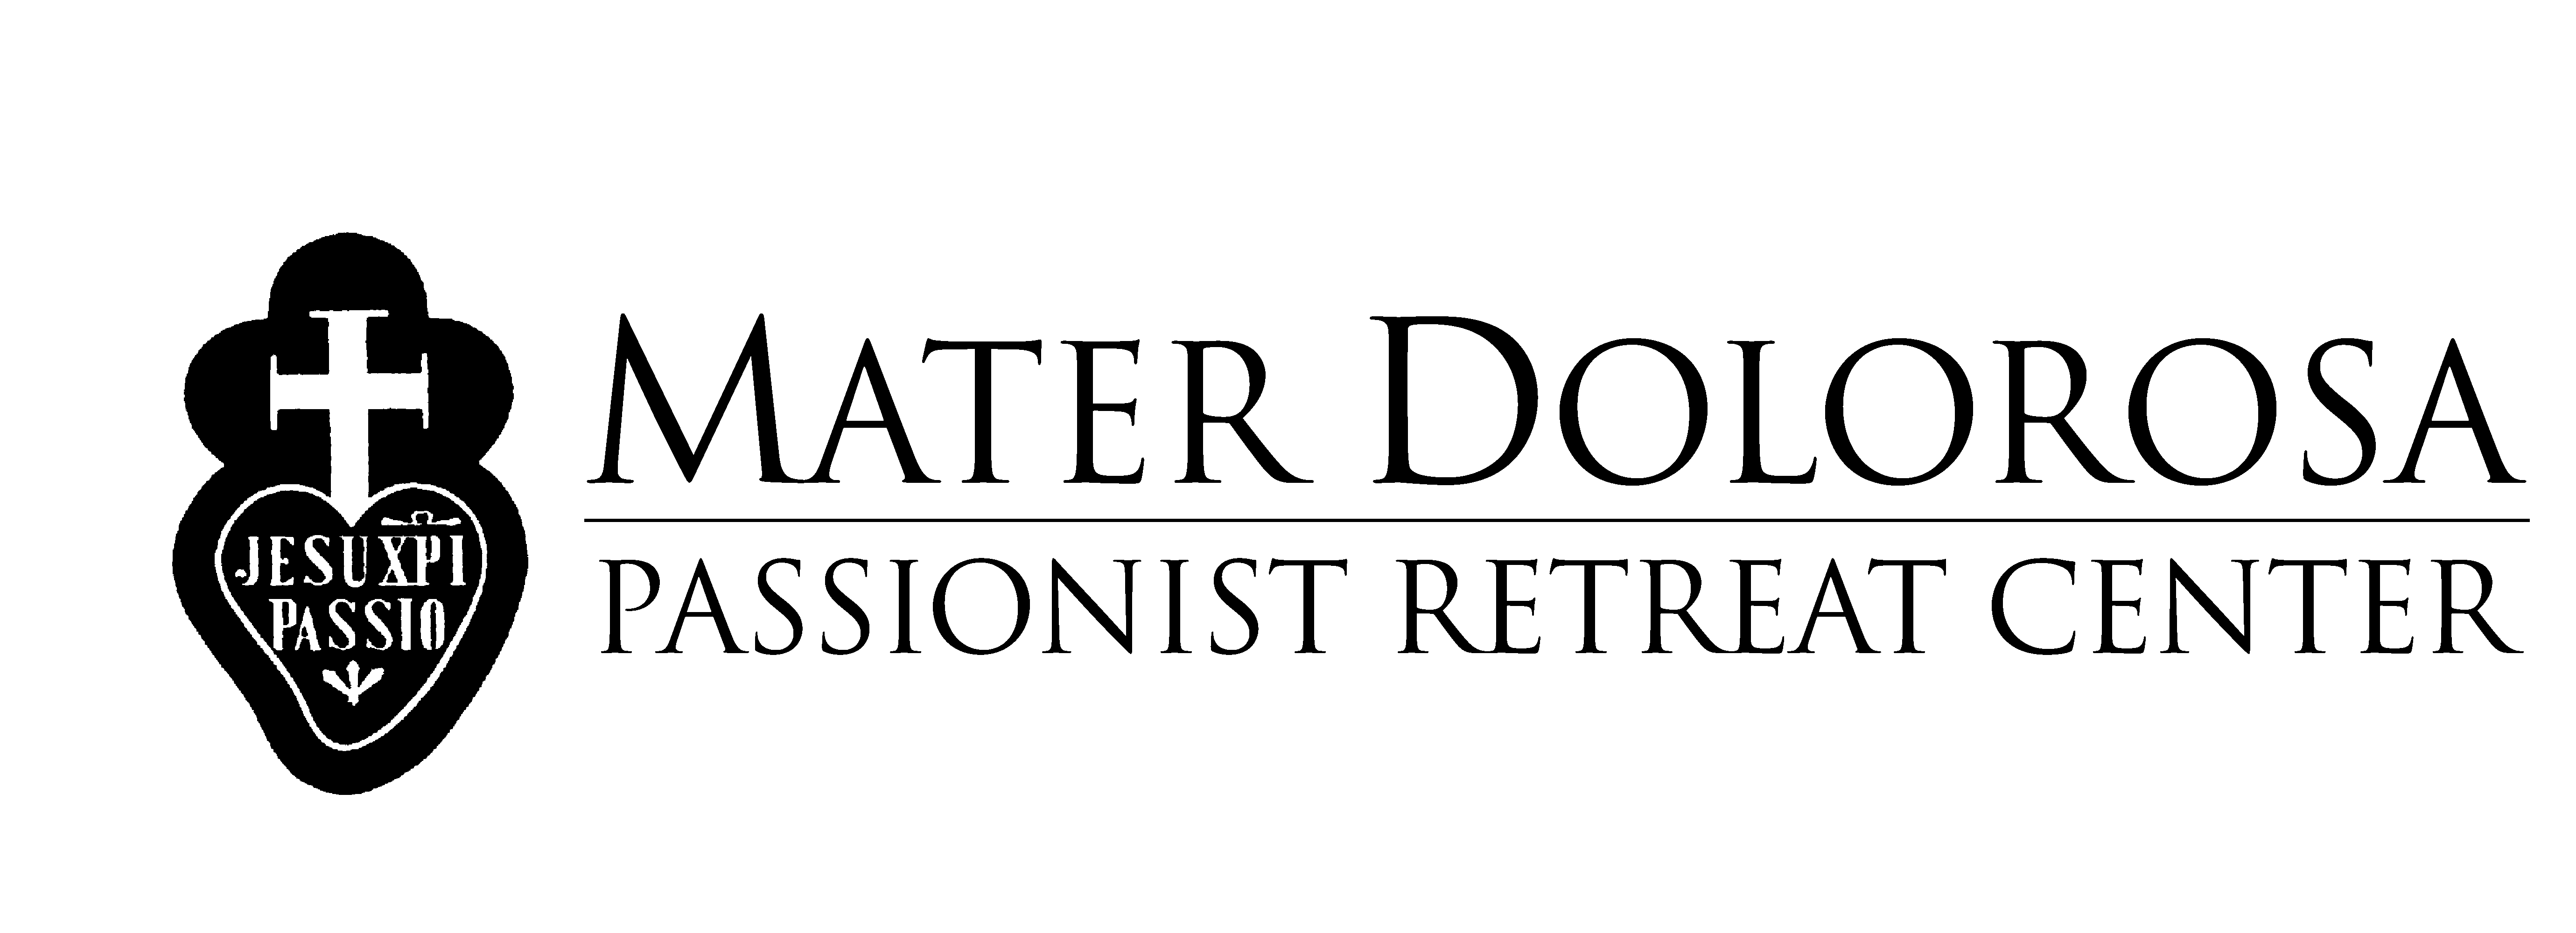 JESU XPI
PASSIO
MATER DOLOROSA
PASSIONIST RETREAT CENTER